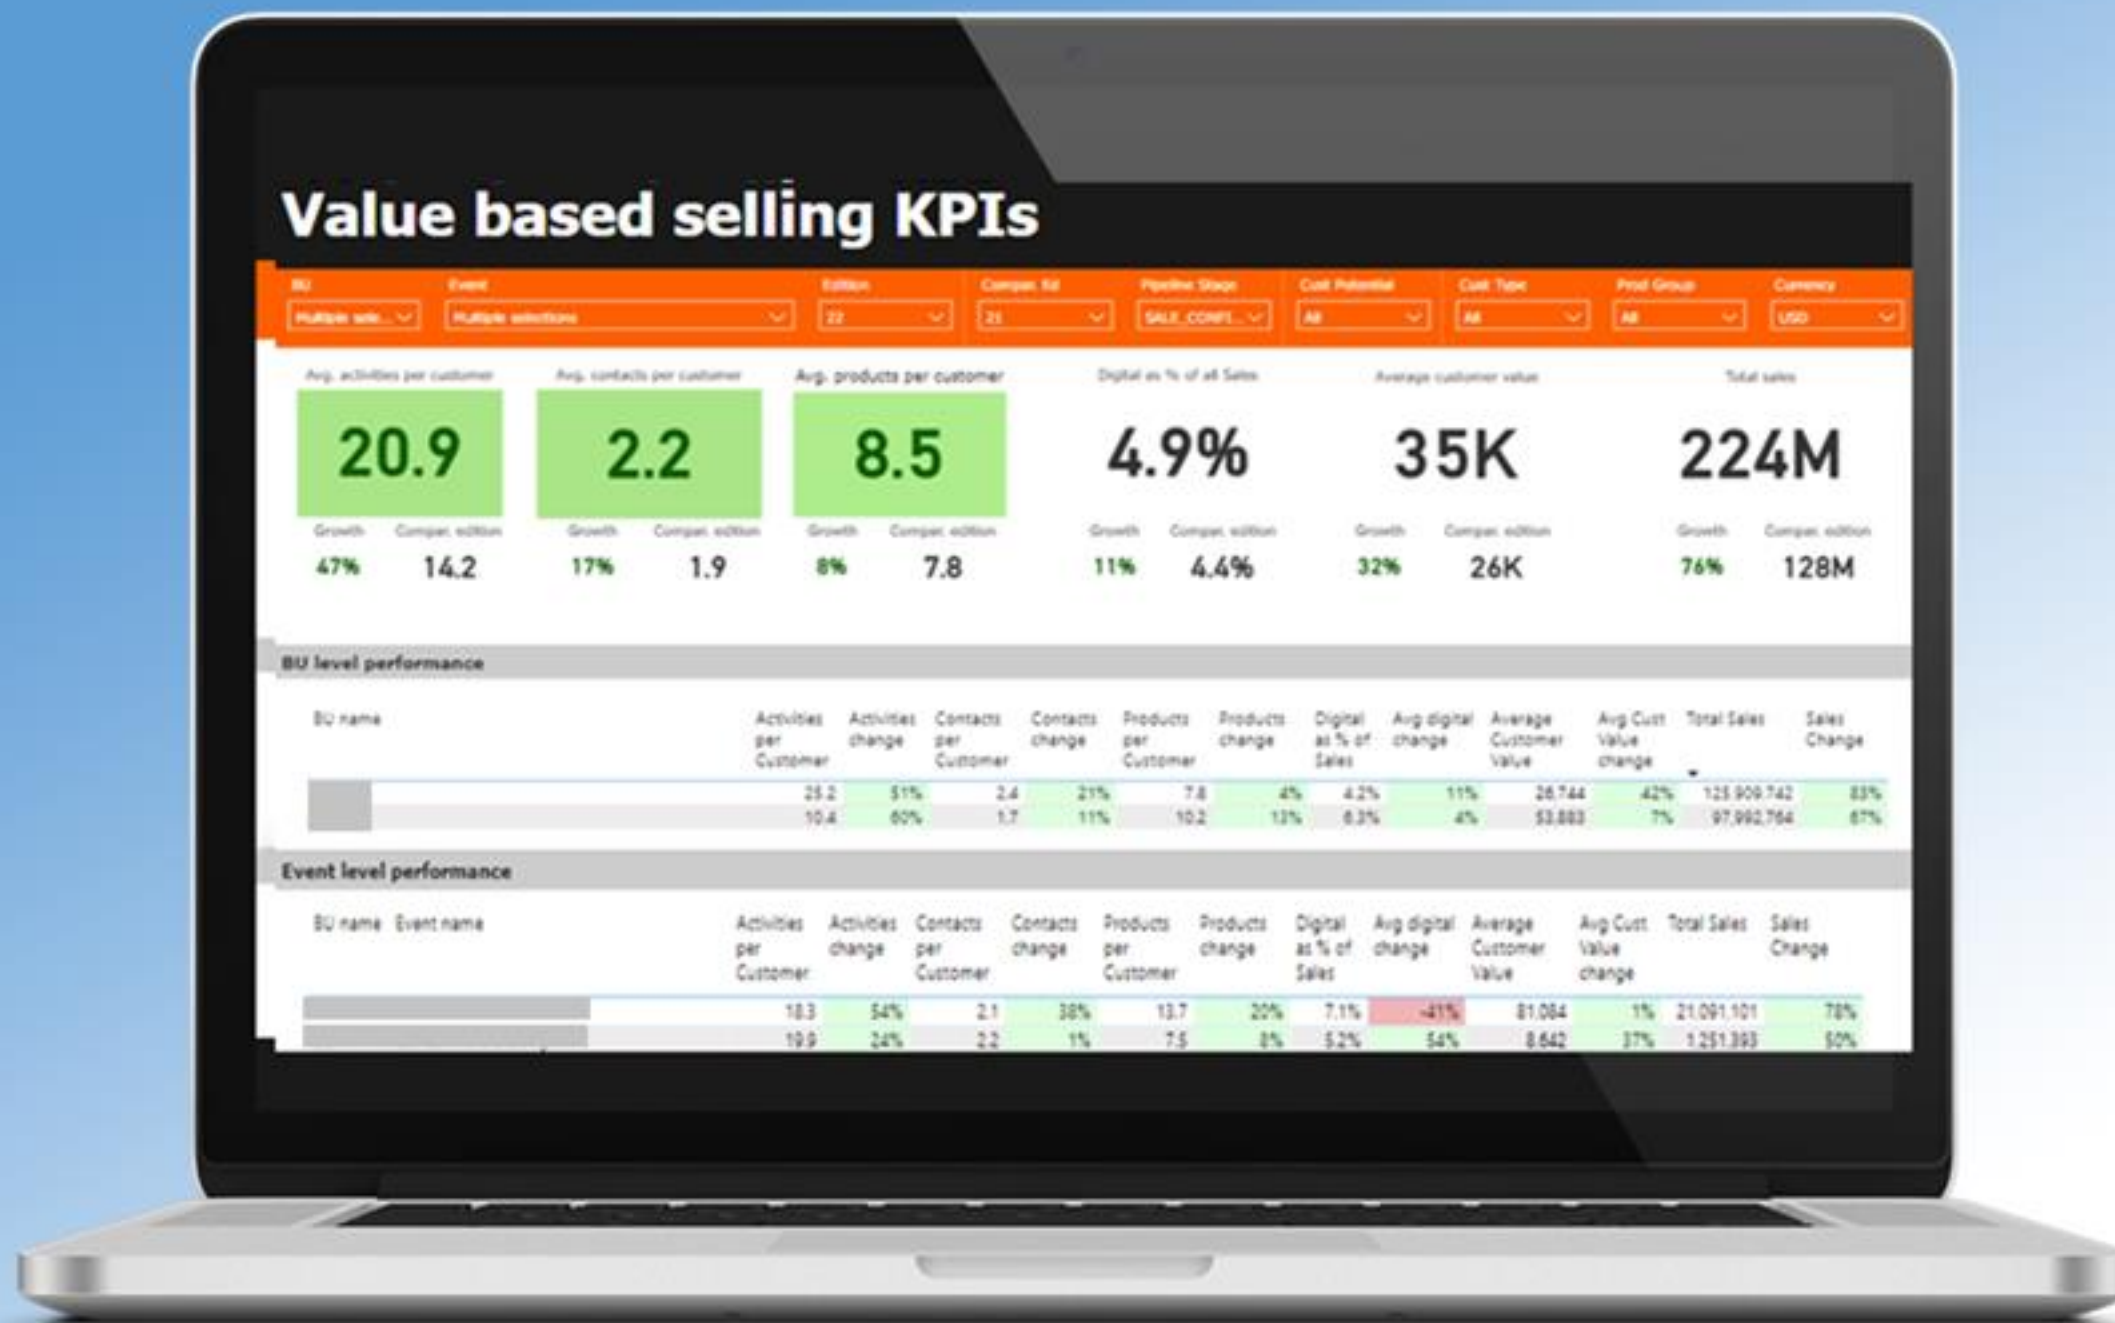 Value based selling KPIs
BU Event Edition Compar. Ed Pipeline Stage Cust Potential Cust Type Prod Group Currency
Multiple sele... Multiple selections 22 21 SALE_CONFI... All All All USD
Avg. activities per customer Avg. contacts per customer Avg. products per customer Digital as % of all Sales Average customer value Total sales
20.9 2.2 8.5 4.9% 35K 224M
Growth Compar. edition Growth Compar. edition Growth Compar. edition Growth Compar. edition Growth Compar. edition Growth Compar. edition
47% 14.2 17% 1.9 8% 7.8 11% 4.4% 32% 26K 76% 128M
BU level performance
BU name Activities Activities Contacts Contacts Products Products Digital Avg digital Average Avg Cust Total Sales Sales
per change per change per change as % of change Customer Value Change
Customer Customer Customer Sales Value change
25.2 51% 2.4 21% 7.8 4% 4.2% 11% 26,744 42% 125,909,742 83%
10.4 60% 1.7 11% 10.2 13% 6.3% 4% 53,883 7% 97,992,764 67%
Event level performance
BU name Event name Activities Activities Contacts Contacts Products Products Digital Avg digital Average Avg Cust Total Sales Sales
per change per change per change as % of change Customer Value Change
Customer Customer Customer Sales Value change
18.3 54% 2.1 38% 13.7 20% 7.1% -41% 81,084 1% 21,091,101 78%
19.9 24% 2.2 1% 7.5 8% 5.2% 54% 8,642 37% 1,251,393 50%